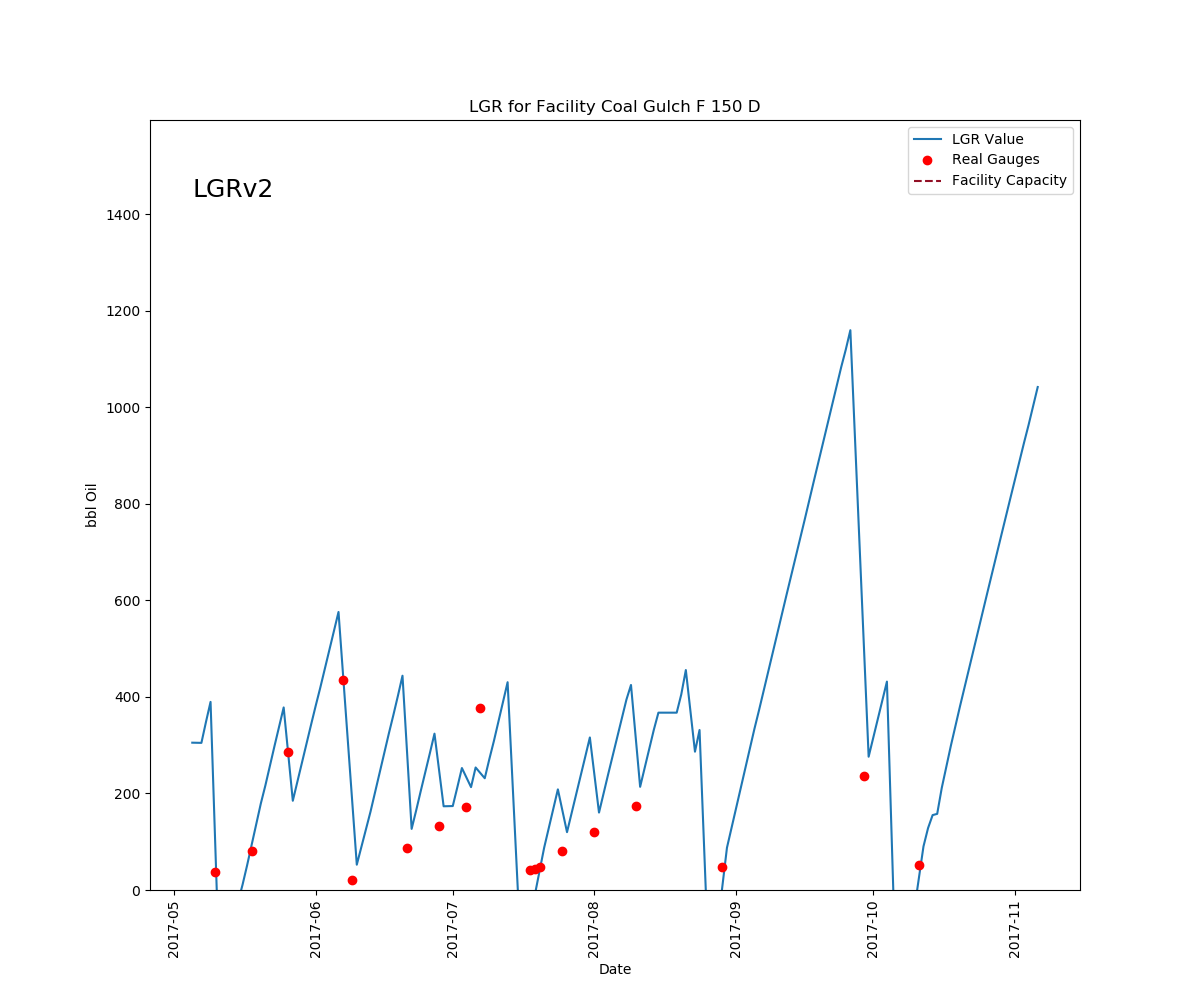 LGR for Facility Coal Gulch F 150 D
LGR Value
Real Gauges
Facility Capacity
LGRv2
1400
1200
1000
800
600
400
200
0
bbl Oil
2017-05
2017-06
2017-07
2017-08
2017-09
2017-10
2017-11
Date